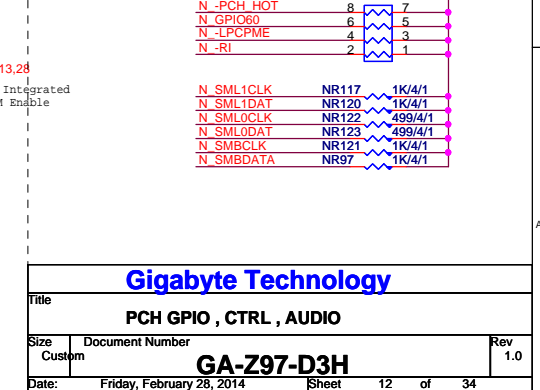 N_-PCH_HOT 8 7
N_GPIO60 6 5
N_-LPCPME 4 3
N_-RI 2 1
13,28
Integrated
Enable
N_SML1CLK NR117 1K/4/1
N_SML1DAT NR120 1K/4/1
N_SML0CLK NR122 499/4/1
N_SML0DAT NR123 499/4/1
N_SMBCLK NR121 1K/4/1
N_SMBDATA NR97 1K/4/1
Gigabyte Technology
Title
PCH GPIO , CTRL , AUDIO
Size Document Number Rev
Custom GA-Z97-D3H 1.0
Date: Friday, February 28, 2014 Sheet 12 of 34